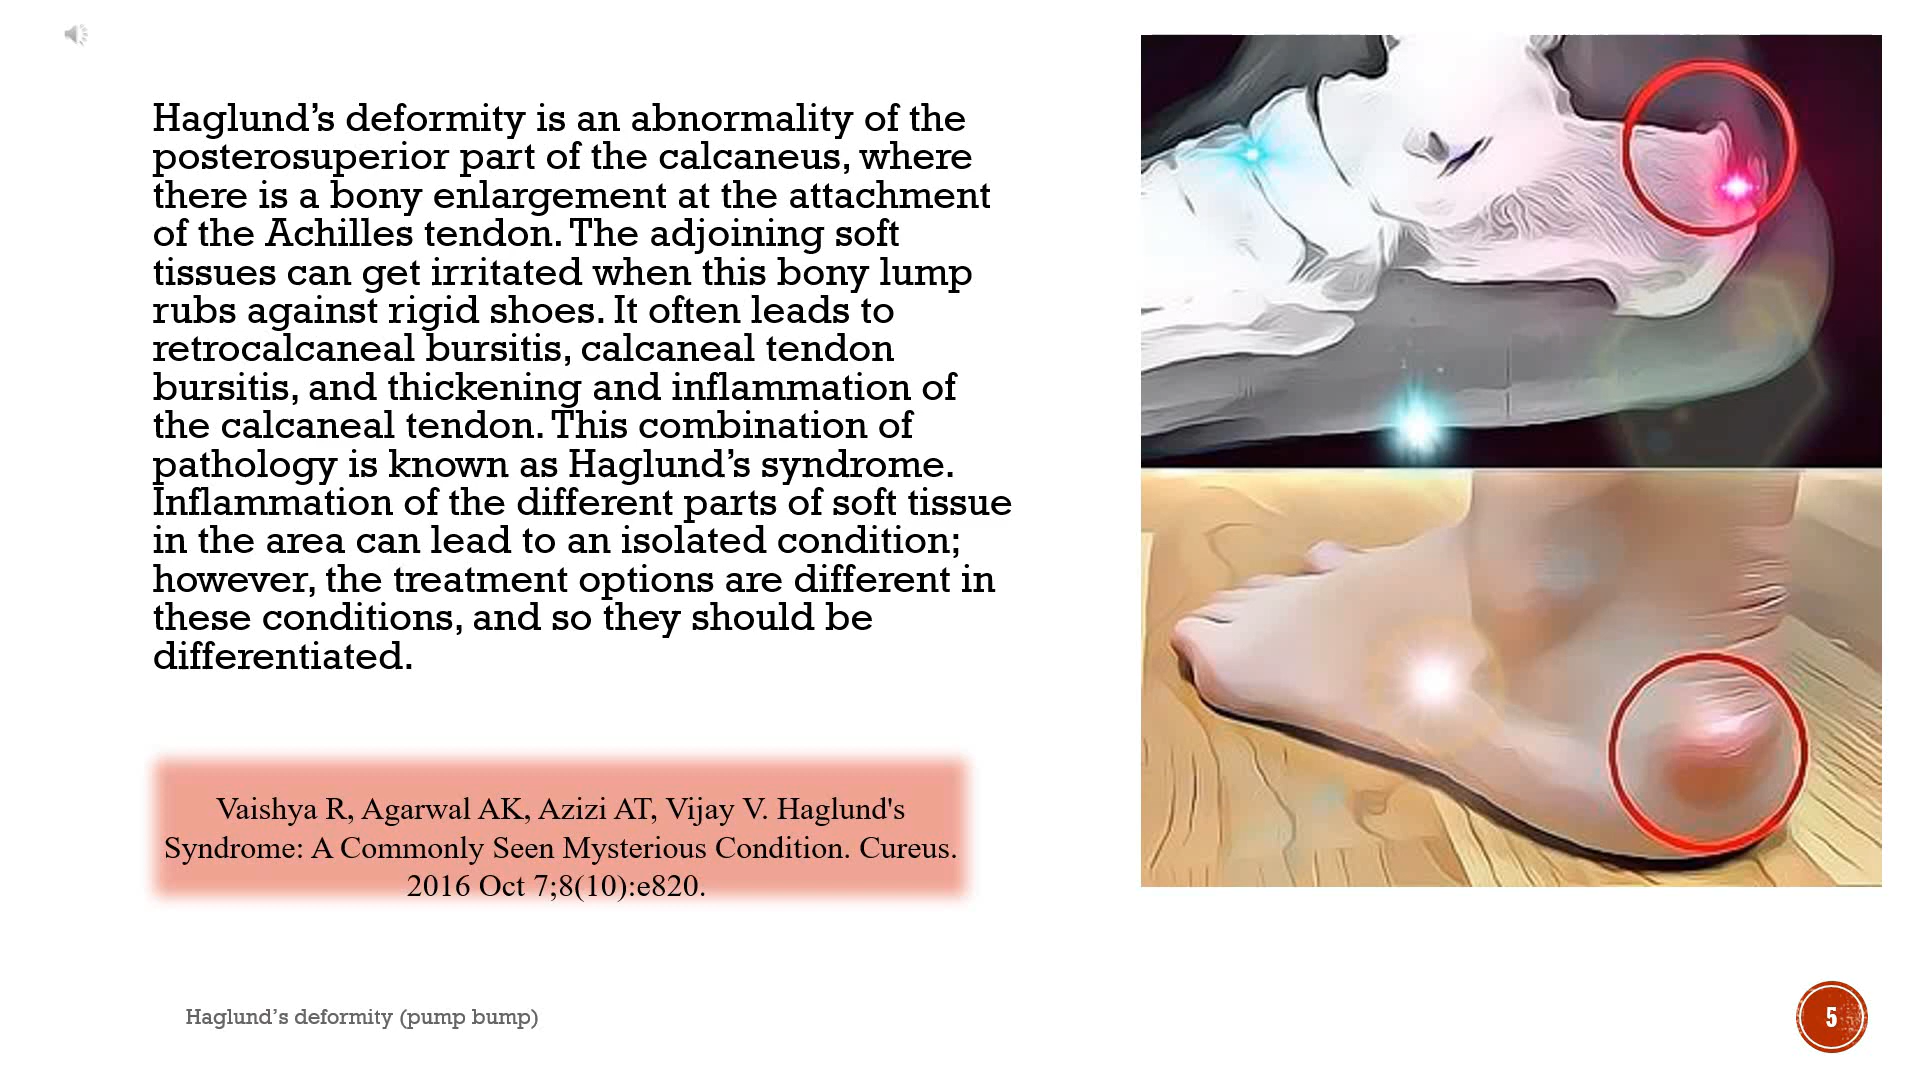 Haglund’s deformity is an abnormality of the
posterosuperior part of the calcaneus, where
there is a bony enlargement at the attachment
of the Achilles tendon. The adjoining soft
tissues can get irritated when this bony lump
rubs against rigid shoes. It often leads to
retrocalcaneal bursitis, calcaneal tendon
bursitis, and thickening and inflammation of
the calcaneal tendon. This combination of
pathology is known as Haglund’s syndrome.
Inflammation of the different parts of soft tissue
in the area can lead to an isolated condition;
however, the treatment options are different in
these conditions, and so they should be
differentiated.
Vaishya R, Agarwal AK, Azizi AT, Vijay V. Haglund's
Syndrome: A Commonly Seen Mysterious Condition. Cureus.
2016 Oct 7;8(10):e820.
Haglund’s deformity (pump bump)
5